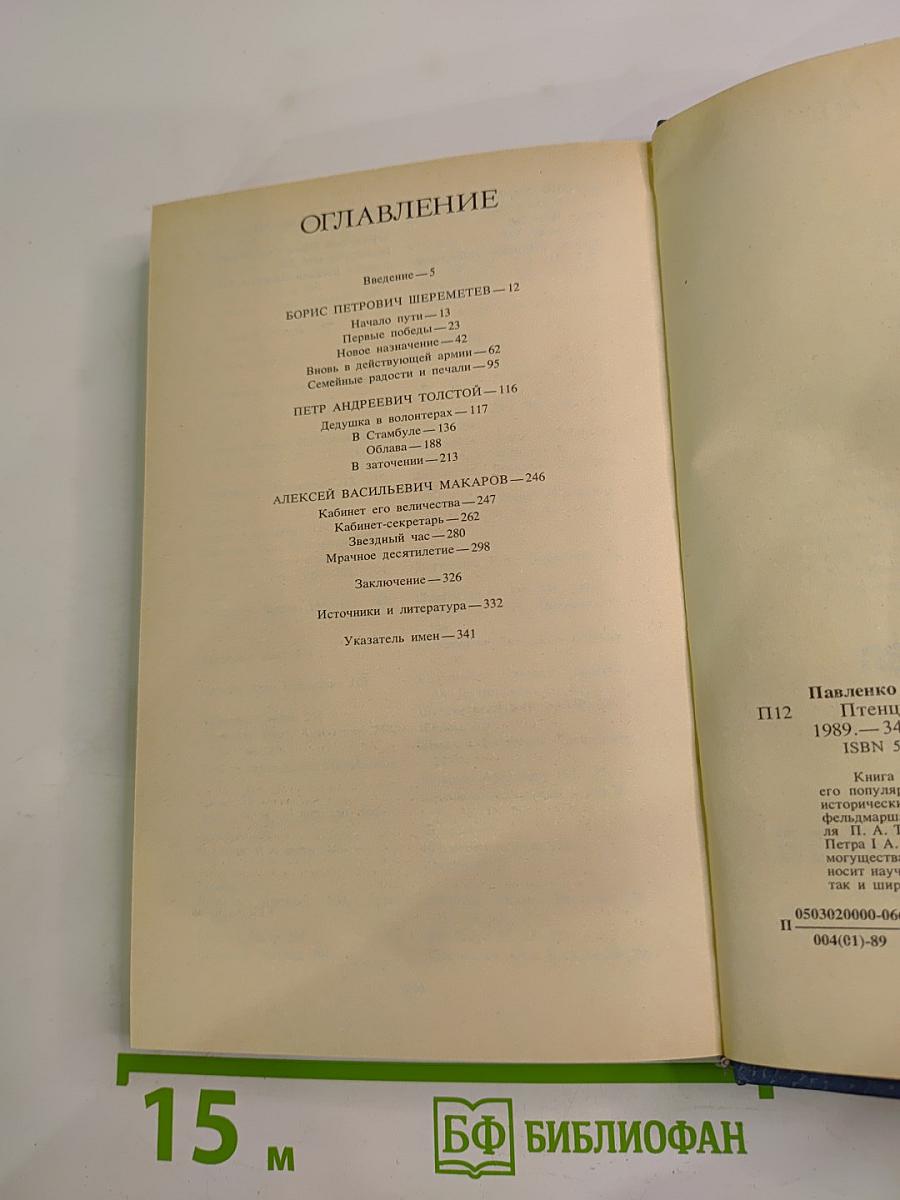 ОГЛАВЛЕНИЕ
Введение — 5
БОРИС ПЕТРОВИЧ ШЕРЕМЕТЕВ — 12
Начало пути — 13
Первые победы — 23
Новое назначение — 42
Вновь в действующей армии — 62
Семейные радости и печали — 95
ПЕТР АНДРЕЕВИЧ ТОЛСТОЙ — 116
Дедушка в волонтерах — 117
В Стамбуле — 136
Облава — 188
В заточении — 213
АЛЕКСЕЙ ВАСИЛЬЕВИЧ МАКАРОВ — 246
Кабинет его величества — 247
Кабинет-секретарь — 262
Звездный час — 280
Мрачное десятилетие — 298
Заключение — 326
Источники и литература — 332
Указатель имен — 341
Павленко
П12 Птенц
1989.— 34
ISBN 5
Книга
его популяр
исторически
фельдмарш
ля П. А. Т
Петра I А.
могущества
носит науч
так и шир
П 0503020000-06
004(01)-89
15 м
БФ БИБЛИОФАН